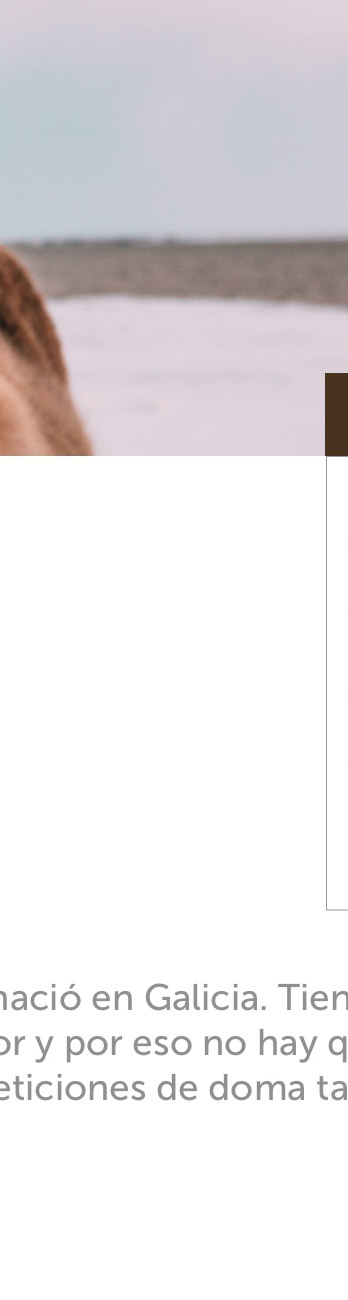 nació en Galicia. Tien
or y por eso no hay q
eticiones de doma ta